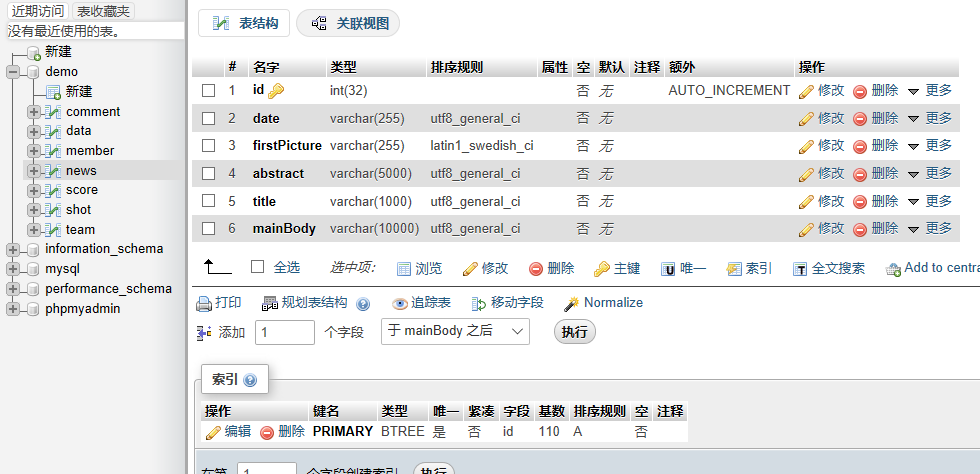 近期访问 表收藏夹
没有最近使用的表。
新建
demo
新建
comment
data
member
news
score
shot
team
information_schema
mysql
performance_schema
phpmyadmin
表结构 关联视图
# 名字 类型 排序规则 属性 空 默认 注释 额外 操作
1 id int(32) 否 无 AUTO_INCREMENT 修改 删除 更多
2 date varchar(255) utf8_general_ci 否 无 修改 删除 更多
3 firstPicture varchar(255) latin1_swedish_ci 否 无 修改 删除 更多
4 abstract varchar(5000) utf8_general_ci 否 无 修改 删除 更多
5 title varchar(1000) utf8_general_ci 否 无 修改 删除 更多
6 mainBody varchar(10000) utf8_general_ci 否 无 修改 删除 更多
全选 选中项: 浏览 修改 删除 主键 唯一 索引 全文搜索 Add to centra
打印 规划表结构 追踪表 移动字段 Normalize
添加 1 个字段 于 mainBody 之后 执行
索引
操作 键名 类型 唯一 紧凑 字段 基数 排序规则 空 注释
编辑 删除 PRIMARY BTREE 是 否 id 110 A 否
在第 1 个字段创建索引 执行